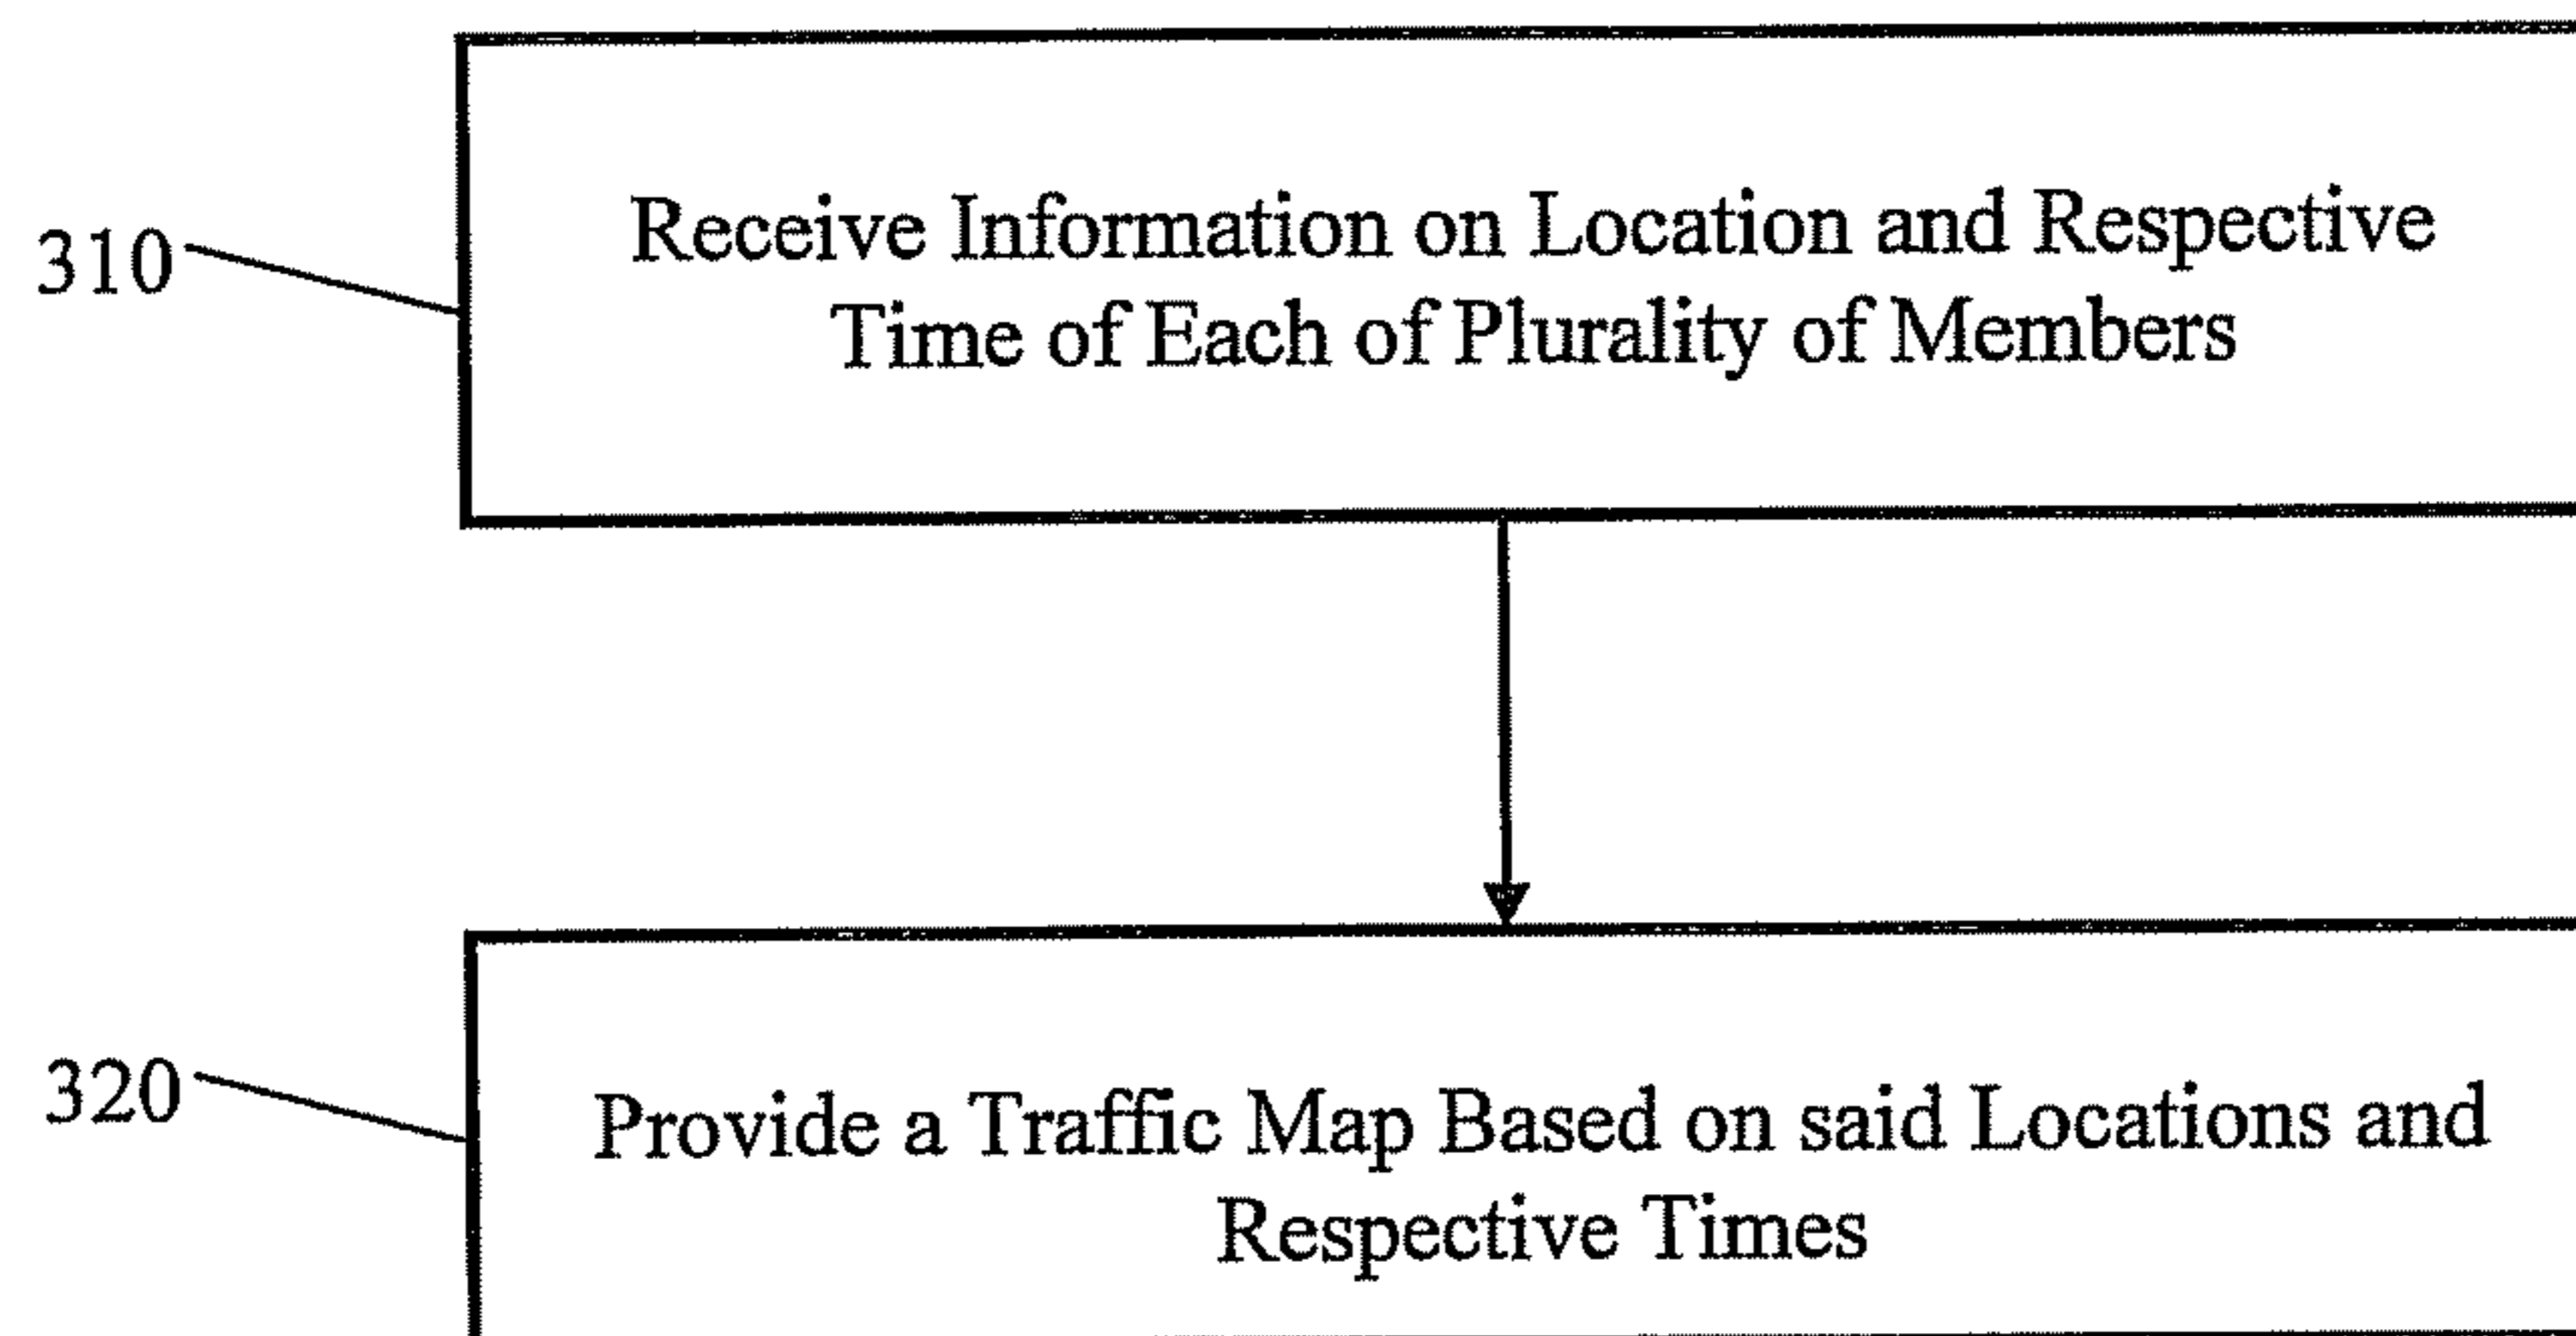 310
Receive Information on Location and Respective
Time of Each of Plurality of Members
320
Provide a Traffic Map Based on said Locations and
Respective Times